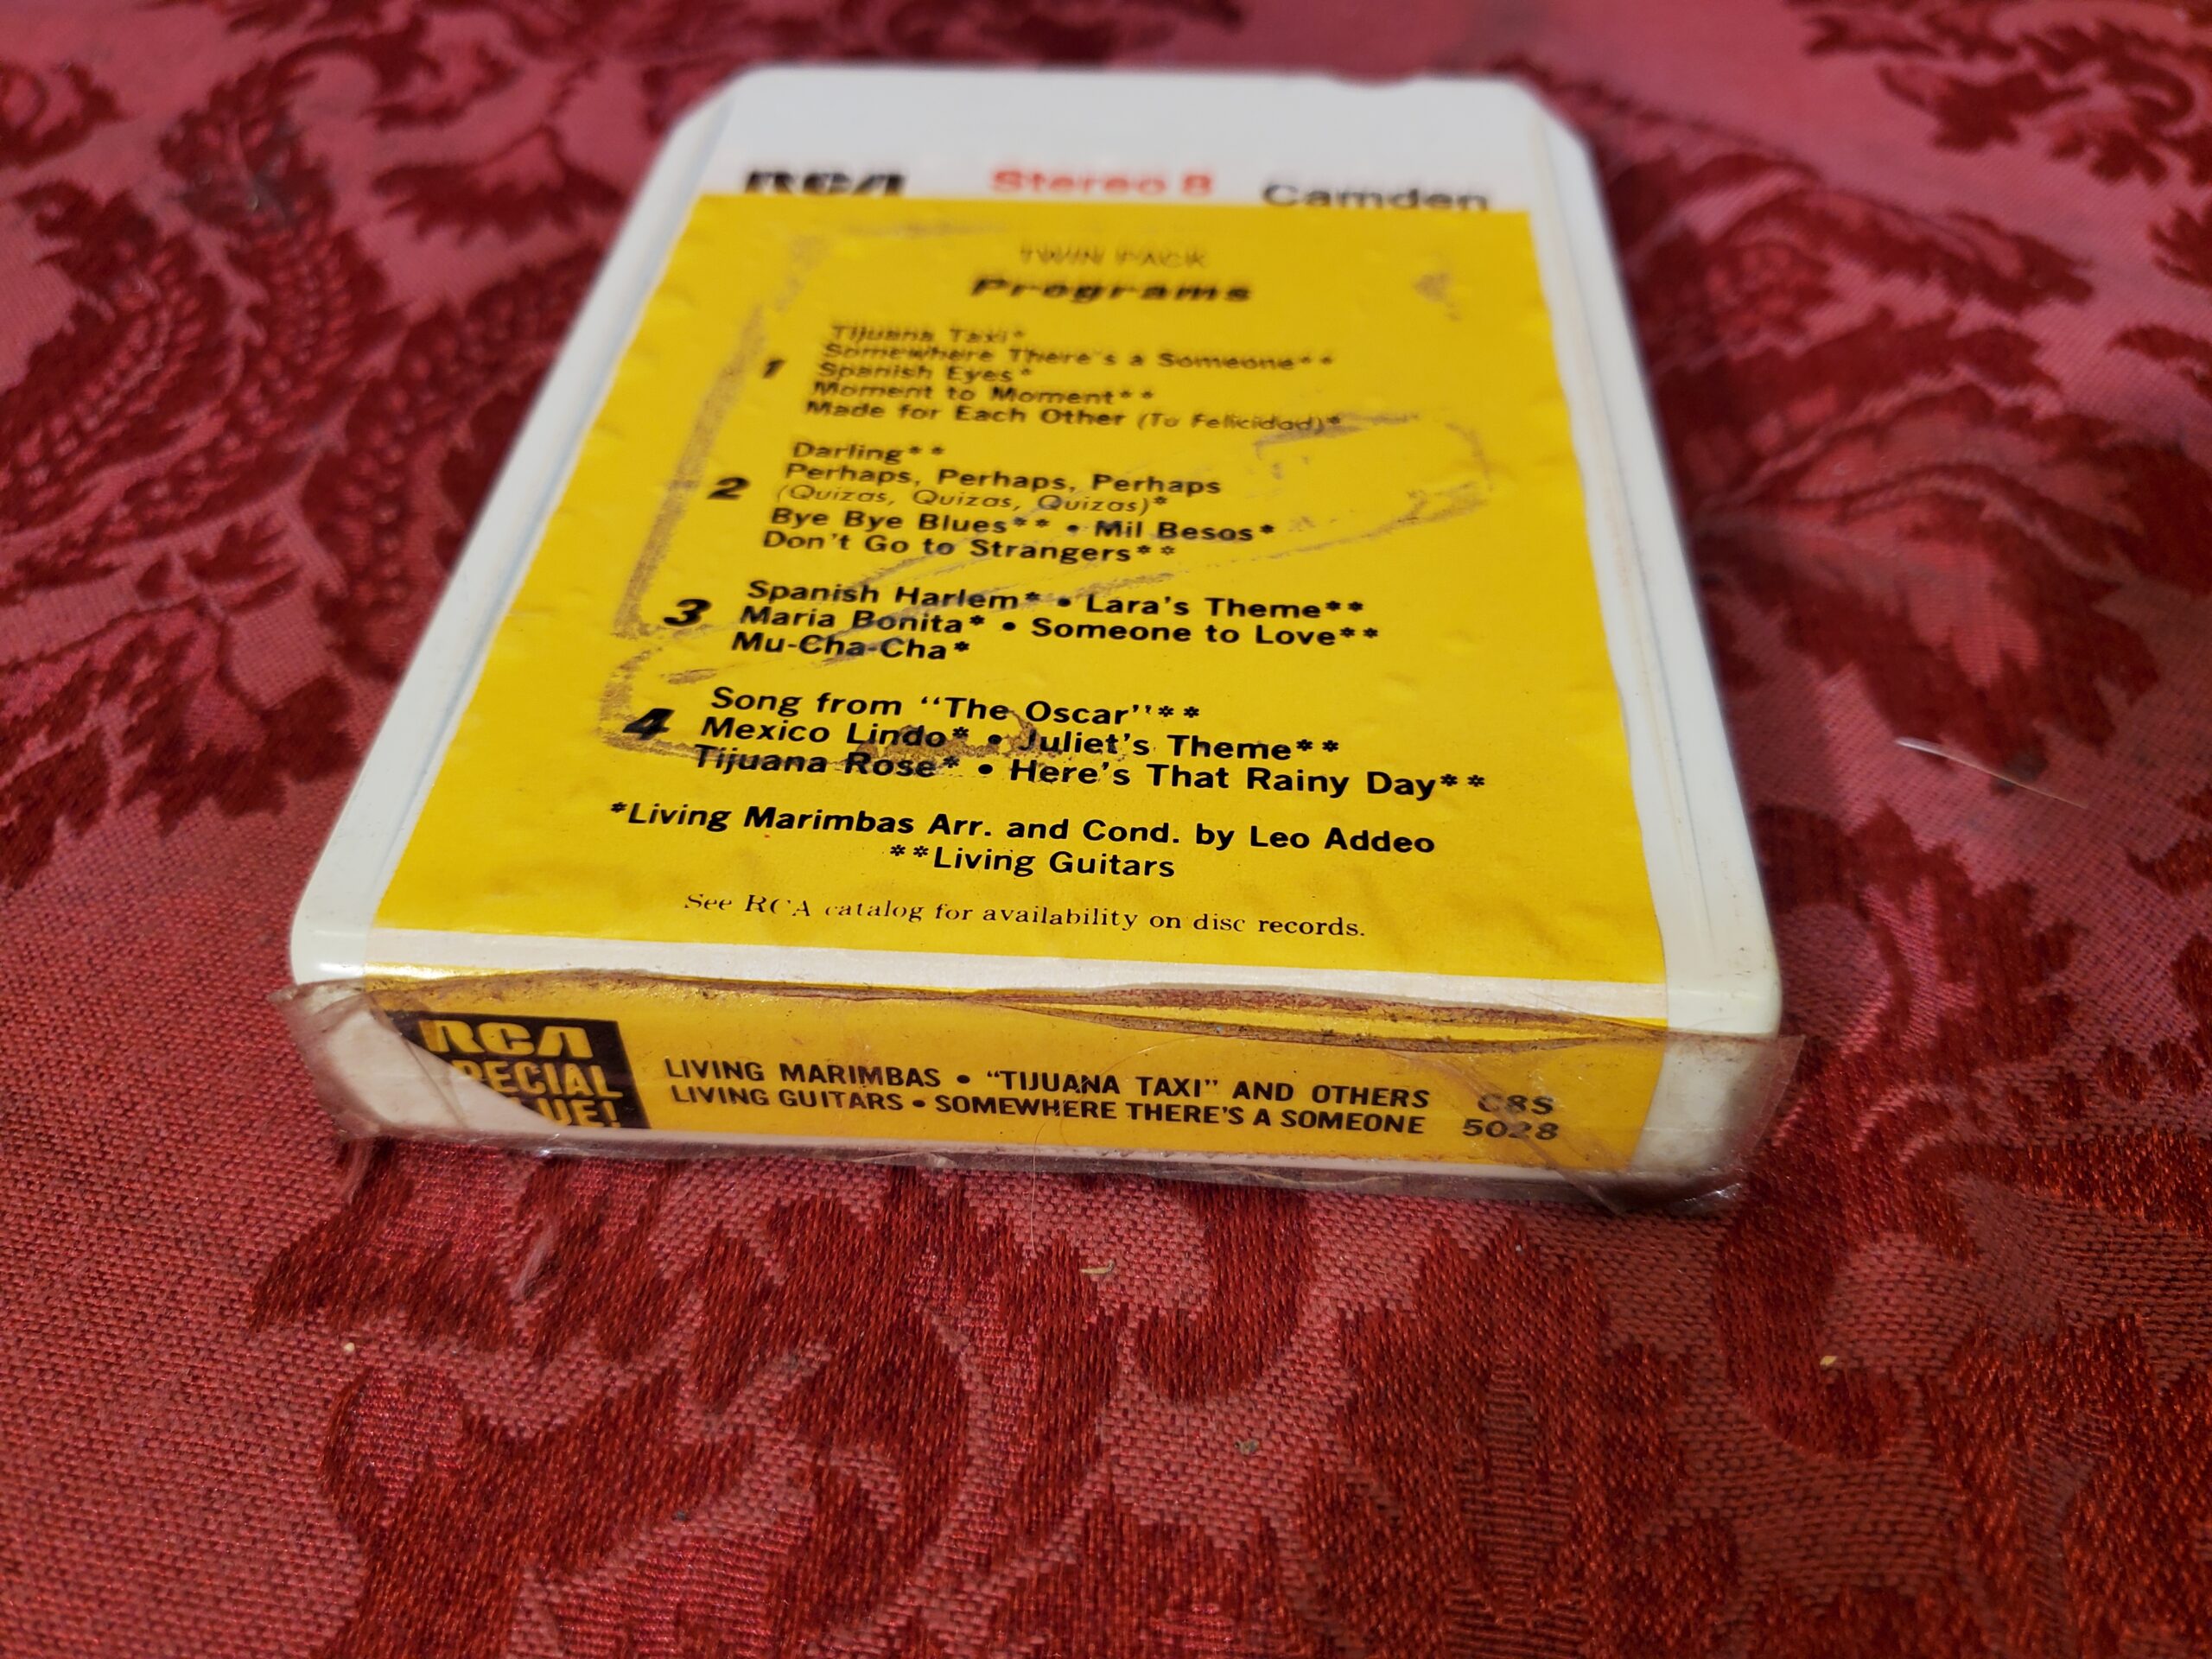 RCA Stereo 8 Camden
TWIN PACK
Programs
1
Tijuana Taxi*
Somewhere There's a Someone**
Spanish Eyes*
Moment to Moment**
Made for Each Other (Tu Felicidad)*
2
Darling**
Perhaps, Perhaps, Perhaps
(Quizas, Quizas, Quizas)*
Bye Bye Blues** • Mil Besos*
Don't Go to Strangers**
3
Spanish Harlem* • Lara's Theme**
Maria Bonita* • Someone to Love**
Mu-Cha-Cha*
4
Song from “The Oscar”**
Mexico Lindo* • Juliet's Theme**
Tijuana Rose* • Here's That Rainy Day**
*Living Marimbas Arr. and Cond. by Leo Addeo
**Living Guitars
See RCA catalog for availability on disc records.
RCA
PECIAL
UE!
LIVING MARIMBAS • “TIJUANA TAXI” AND OTHERS
LIVING GUITARS • SOMEWHERE THERE'S A SOMEONE
C8S
5028